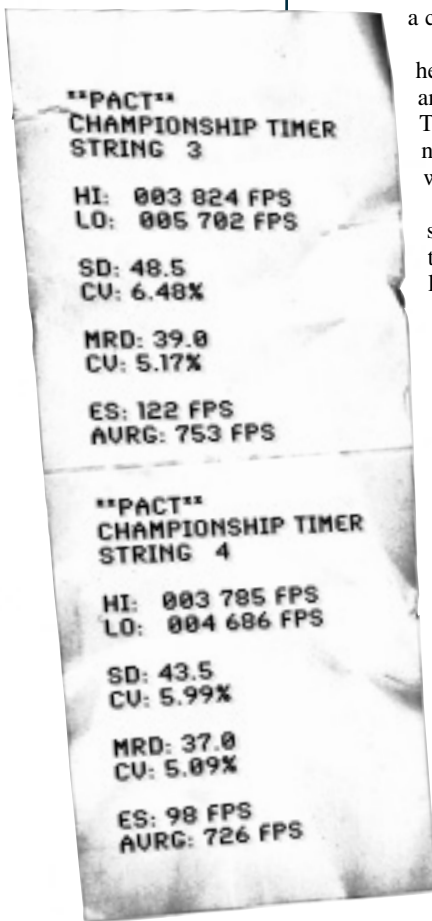 **PACT**
CHAMPIONSHIP TIMER
STRING 3
HI: 003 824 FPS
LO: 005 702 FPS
SD: 48.5
CV: 6.48%
MRD: 39.0
CV: 5.17%
ES: 122 FPS
AVRG: 753 FPS
**PACT**
CHAMPIONSHIP TIMER
STRING 4
HI: 003 785 FPS
LO: 004 686 FPS
SD: 43.5
CV: 5.99%
MRD: 37.0
CV: 5.09%
ES: 98 FPS
AVRG: 726 FPS
a c
he